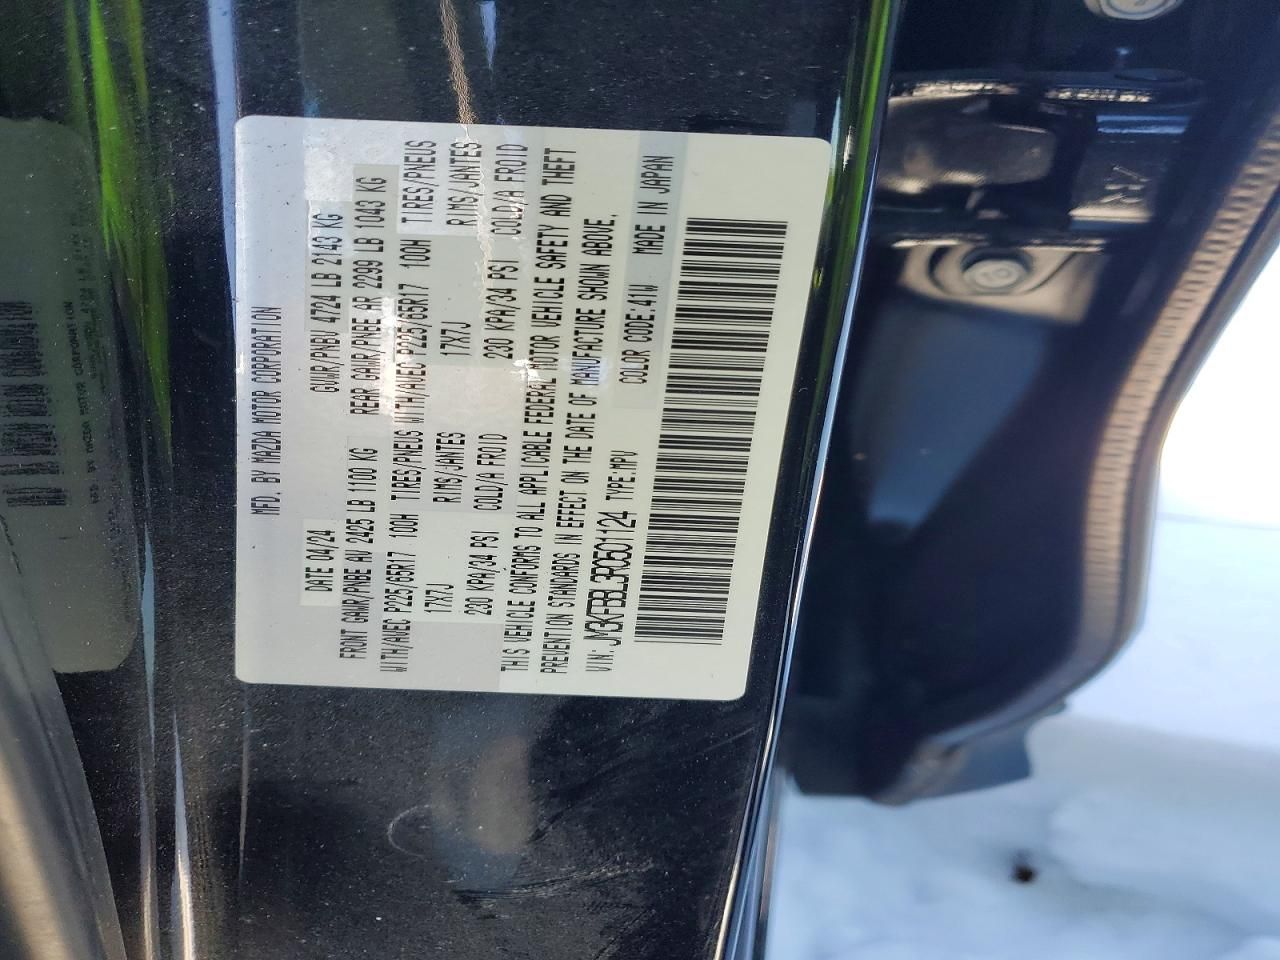 MFD. BY MAZDA MOTOR CORPORATION
DATE 04/24 GVWR/PNBV 4724 LB 2143 KG
FRONT GAWR/PNBE AV 2425 LB 1100 KG REAR GAWR/PNBE AR 2299 LB 1043 KG
WITH/AVEC P225/65R17 100H TIRES/PNEUS WITH/AVEC P225/65R17 100H TIRES/PNEUS
17X7J RIMS/JANTES 17X7J RIMS/JANTES
230 KPA/34 PSI COLD/A FROID 230 KPA/34 PSI COLD/A FROID
THIS VEHICLE CONFORMS TO ALL APPLICABLE FEDERAL MOTOR VEHICLE SAFETY AND THEFT
PREVENTION STANDARDS IN EFFECT ON THE DATE OF MANUFACTURE SHOWN ABOVE.
VIN: JM3KFBBL3R0501124 TYPE:MPV COLOR CODE:41W MADE IN JAPAN